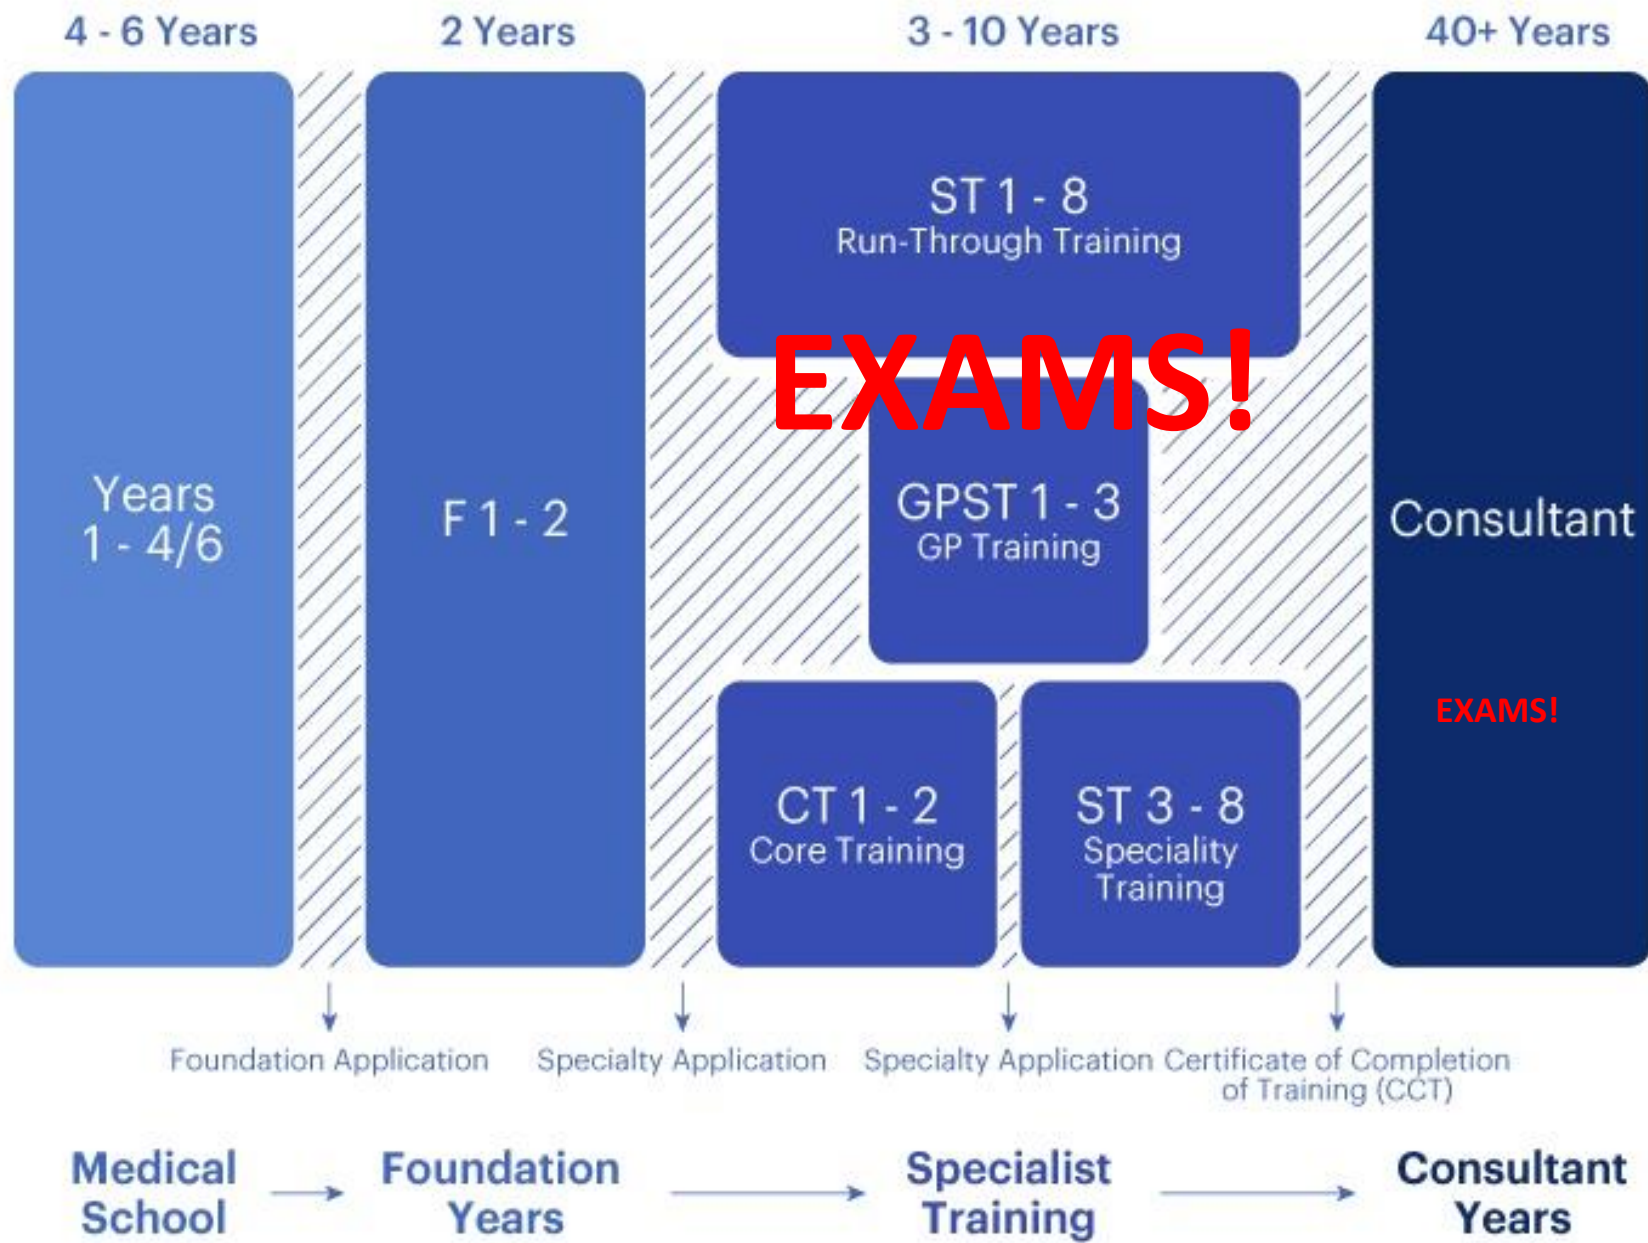 4 - 6 Years
2 Years
3 - 10 Years
40+ Years
Years
1 - 4/6
F 1 - 2
ST 1 - 8
Run-Through Training
EXAMS!
GPST 1 - 3
GP Training
CT 1 - 2
Core Training
ST 3 - 8
Speciality
Training
Consultant
EXAMS!
Foundation Application
Specialty Application
Specialty Application
Certificate of Completion
of Training (CCT)
Medical
School
Foundation
Years
Specialist
Training
Consultant
Years